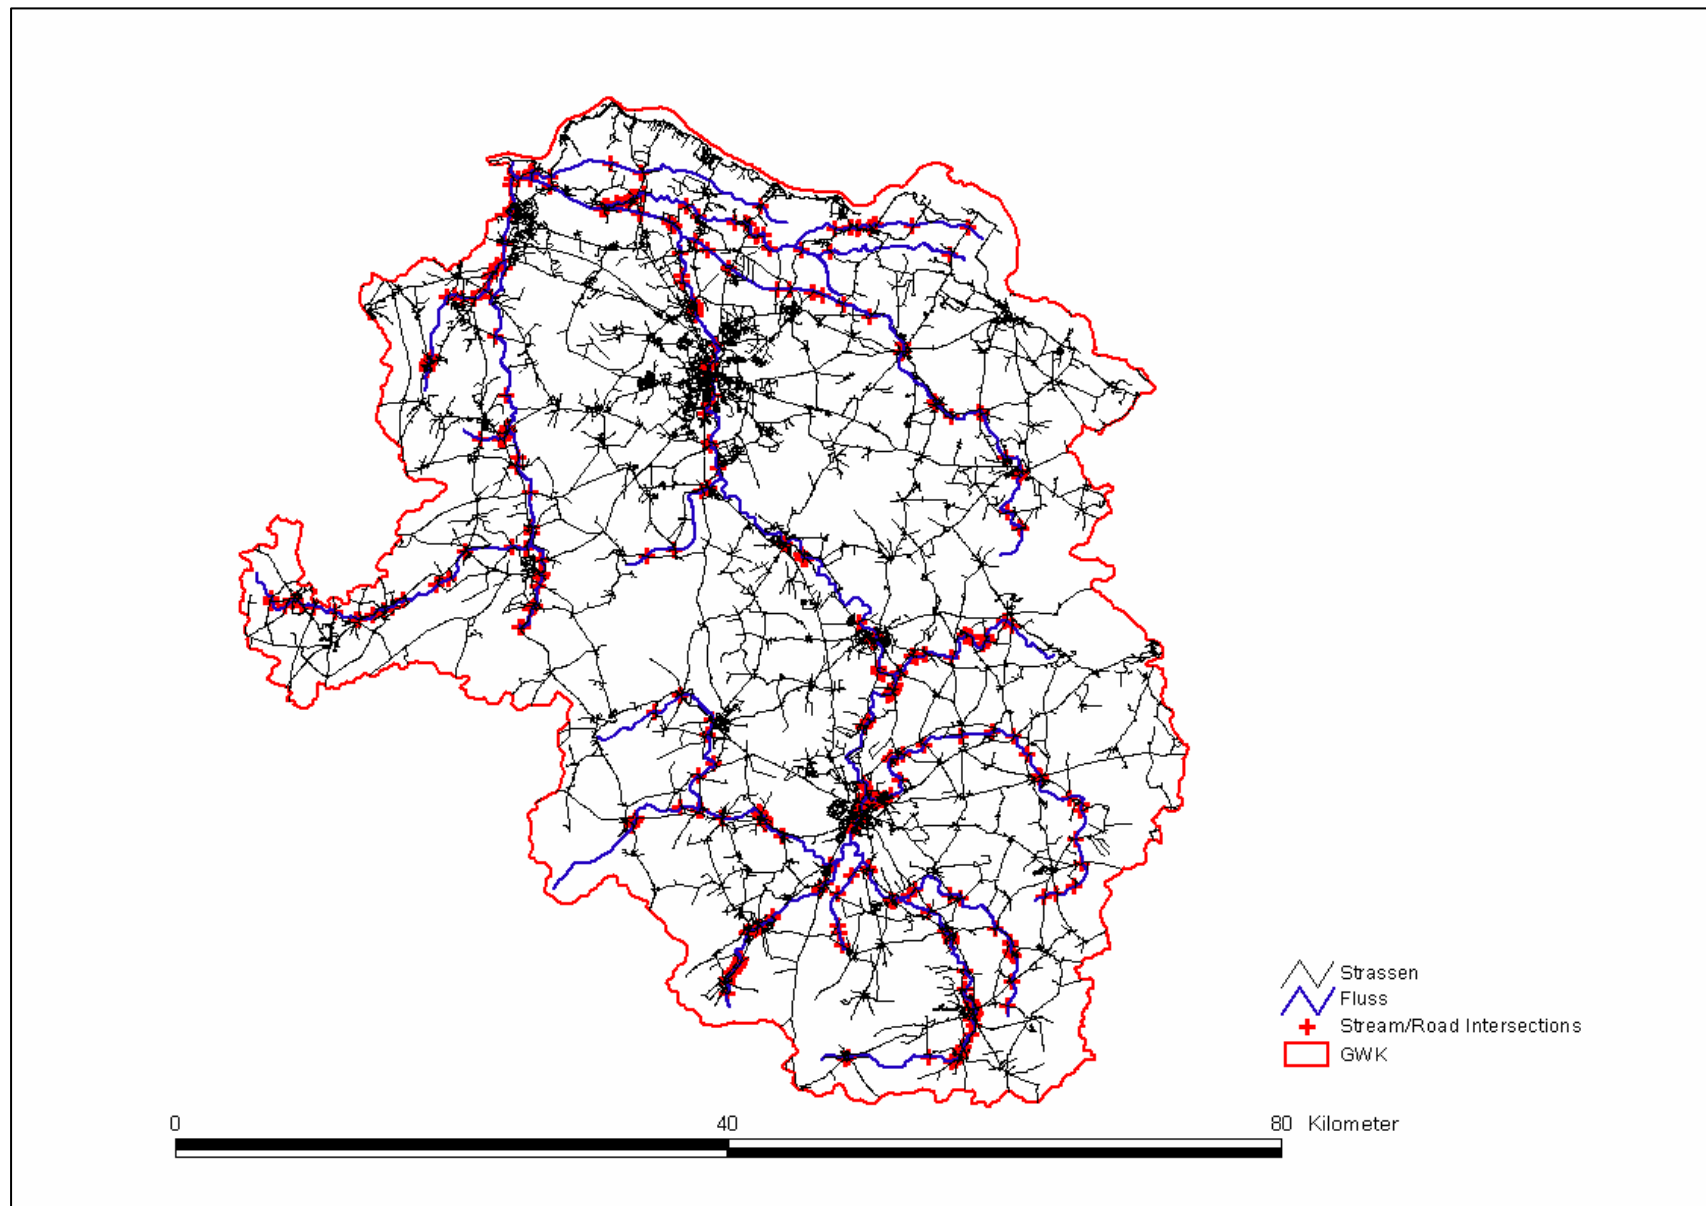 Strassen
Fluss
Stream/Road Intersections
GWK
0 40 80 Kilometer